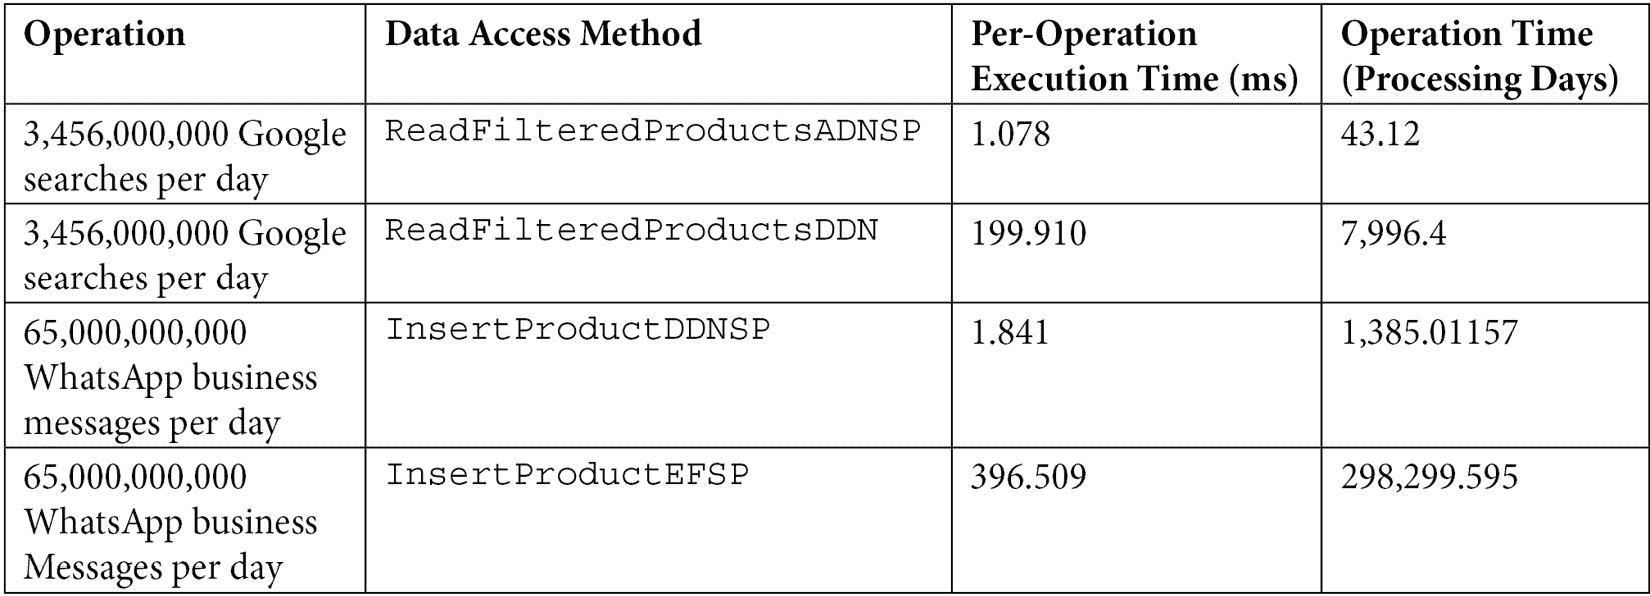 Operation
Data Access Method
Per-Operation
Execution Time (ms)
Operation Time
(Processing Days)
3,456,000,000 Google
searches per day
ReadFilteredProductsADNSP
1.078
43.12
3,456,000,000 Google
searches per day
ReadFilteredProductsDDN
199.910
7,996.4
65,000,000,000
WhatsApp business
messages per day
InsertProductDDNSP
1.841
1,385.01157
65,000,000,000
WhatsApp business
Messages per day
InsertProductEFSP
396.509
298,299.595